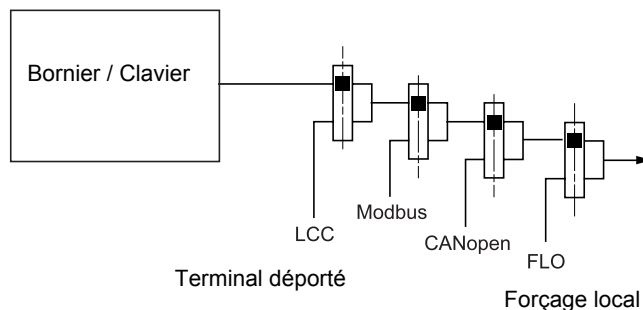 Bornier / Clavier
LCC
Modbus
CANopen
FLO
Terminal déporté
Forçage local